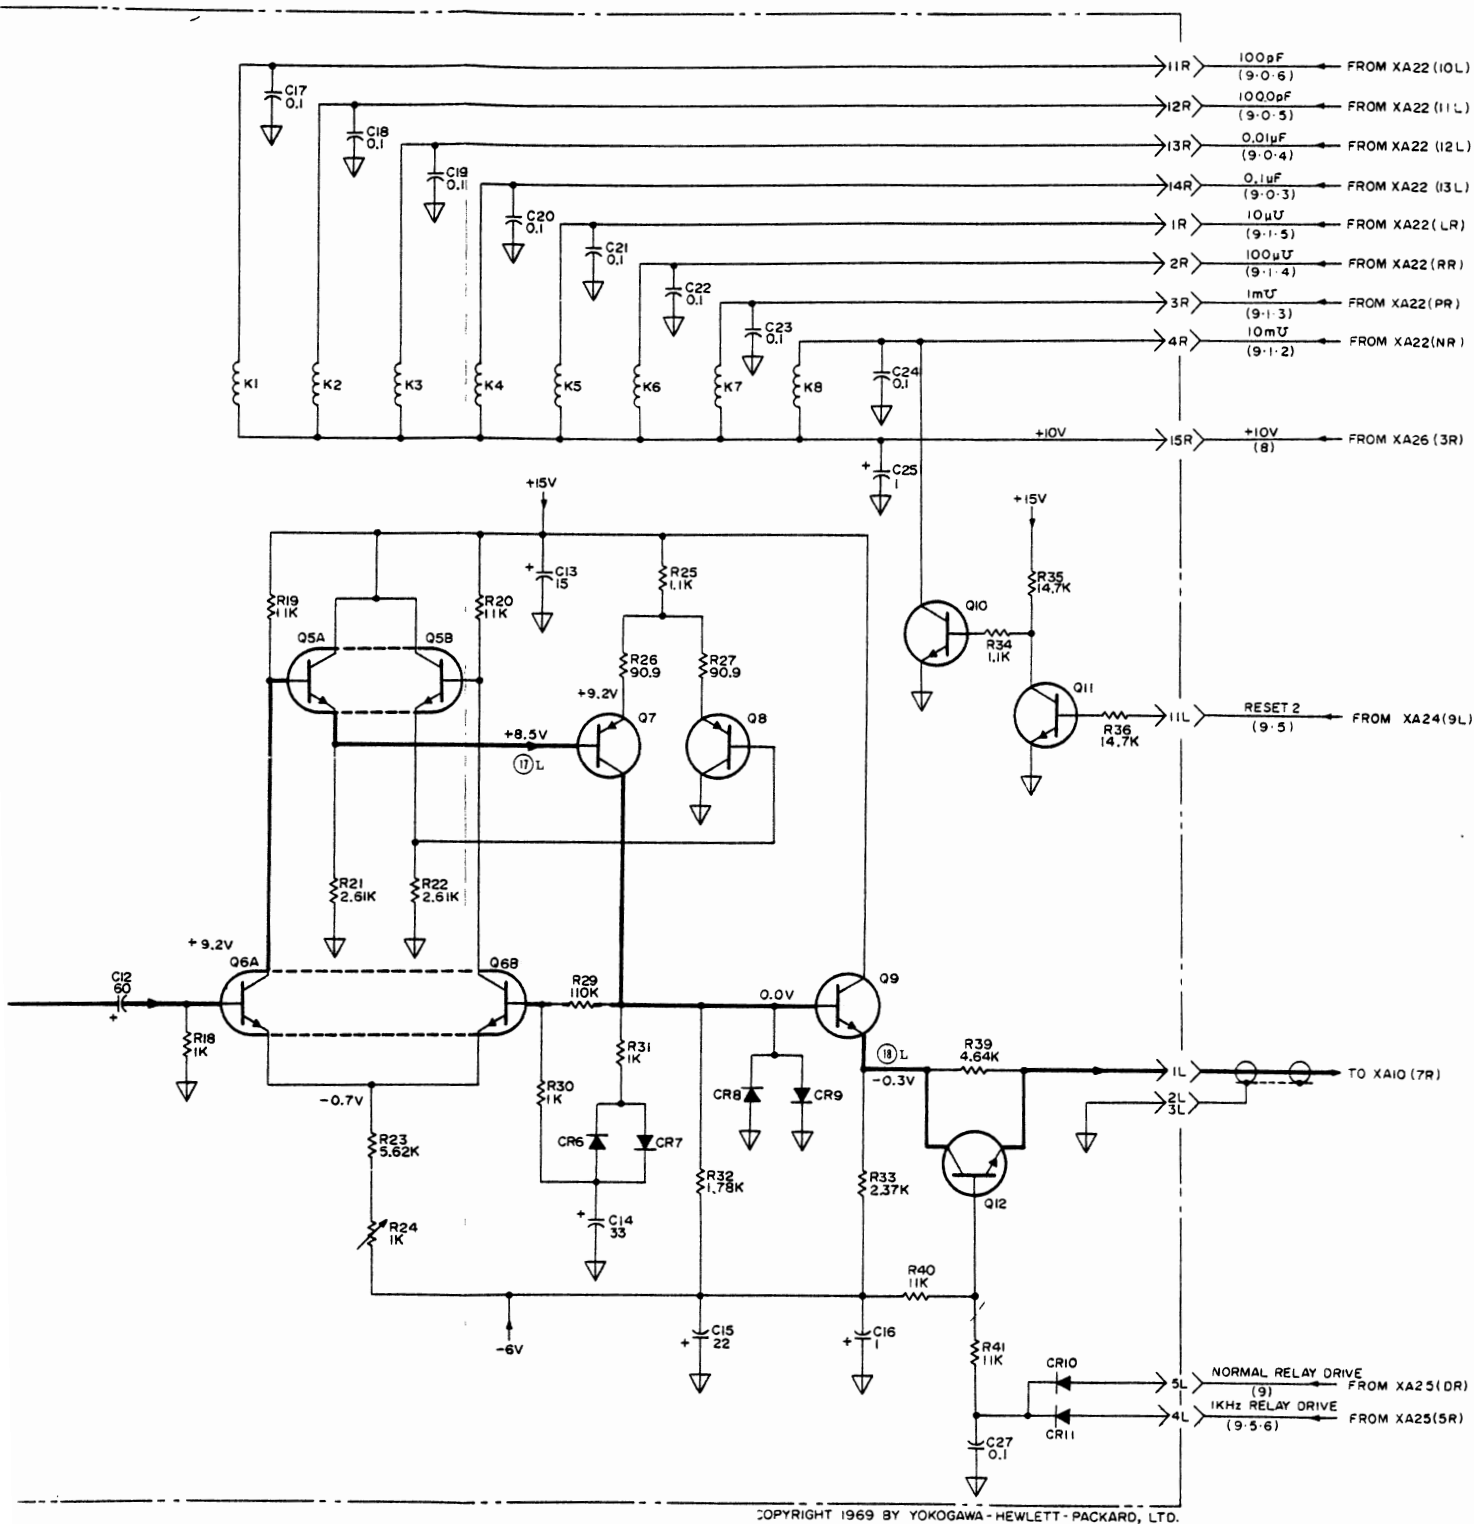 11R 100pF FROM XA22 (10L)
(9·0·6)
C17
0.1
12R 1000pF FROM XA22 (11L)
(9·0·5)
C18
0.1
13R 0.01µF FROM XA22 (12L)
(9·0·4)
C19
0.1
14R 0.1uF FROM XA22 (13L)
(9·0·3)
C20
0.1
1R 10µ℧ FROM XA22 (LR)
(9·1·5)
C21
0.1
2R 100µ℧ FROM XA22 (RR)
(9·1·4)
C22
0.1
3R 1m℧ FROM XA22 (PR)
(9·1·3)
C23
0.1
4R 10m℧ FROM XA22 (NR)
(9·1·2)
C24
0.1
K1 K2 K3 K4 K5 K6 K7 K8
+10V 15R +10V FROM XA26 (3R)
(8)
+ C25
1
+15V
+15V
+ C13
15
R25
1.1K
R35
14.7K
R19
11K
R20
11K
Q10
Q5A Q5B
R34
1.1K
R26
90.9
R27
90.9
+9.2V
Q7 Q8
Q11
+8.5V
17 L
11L RESET 2 FROM XA24 (9L)
(9·5)
R36
14.7K
R21
2.61K
R22
2.61K
+9.2V
Q6A Q6B
C12
60
+
R29
110K
0.0V
Q9
R18
1K
R31
1K
18 L
-0.3V
R39
4.64K
1L TO XA10 (7R)
2L
3L
-0.7V
R30
1K
CR8 CR9
R23
5.62K
CR6 CR7
R32
1.78K
R33
2.37K
Q12
R24
1K
+ C14
33
R40
11K
-6V
+ C15
22
+ C16
1
R41
11K
CR10
5L NORMAL RELAY DRIVE FROM XA25 (DR)
(9)
4L 1KHz RELAY DRIVE FROM XA25 (5R)
(9·5·6)
CR11
C27
0.1
COPYRIGHT 1969 BY YOKOGAWA-HEWLETT-PACKARD, LTD.